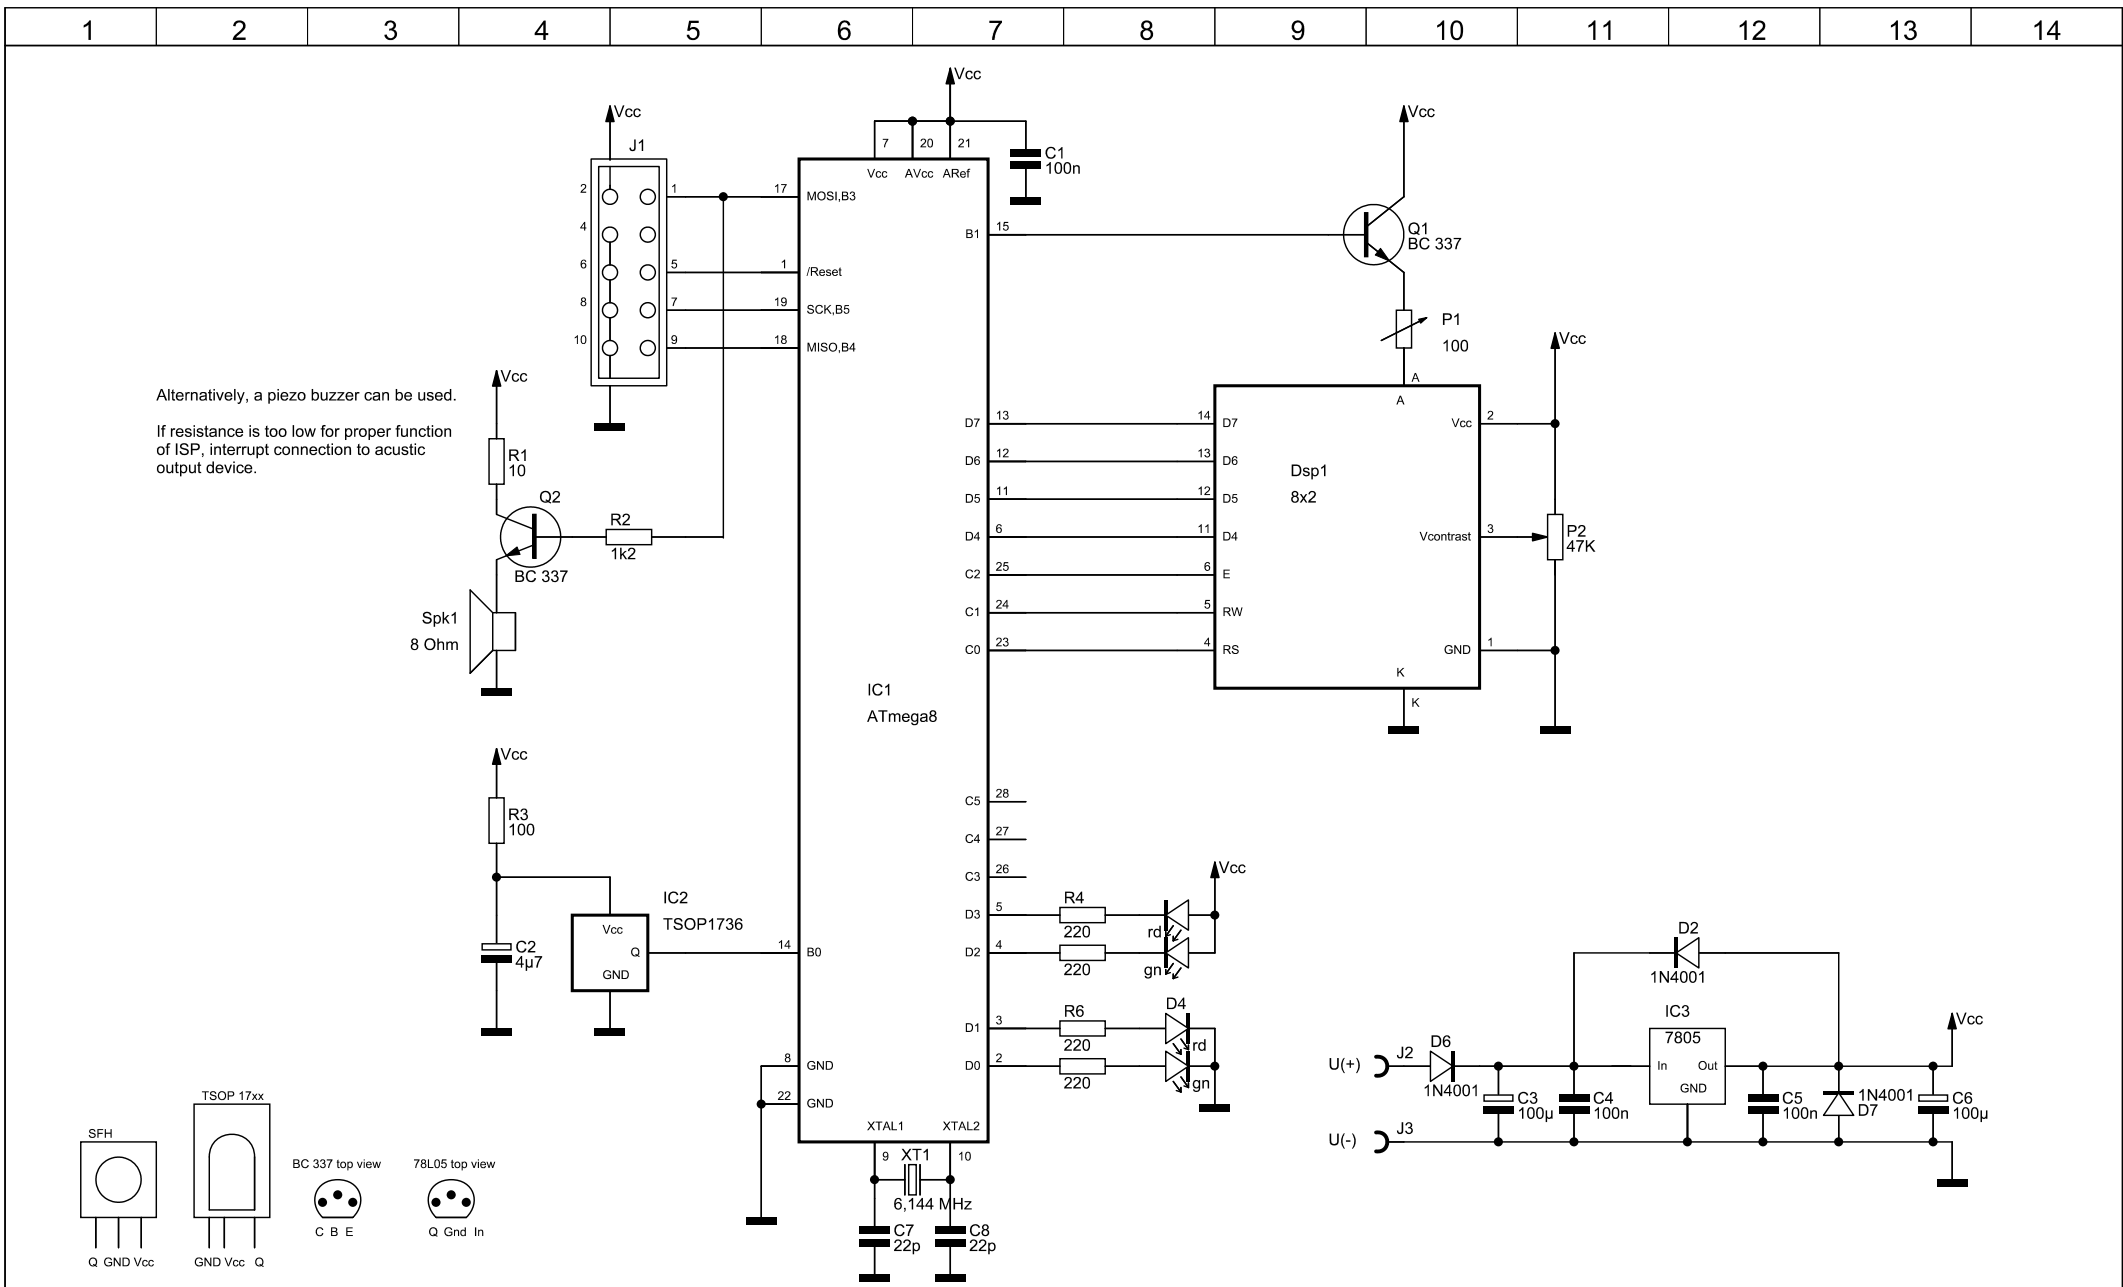 1 2 3 4 5 6 7 8 9 10 11 12 13 14
Vcc
Vcc
Vcc
J1
7 20 21
Vcc AVcc ARef
C1
100n
2 1 17 MOSI,B3
4
B1 15
Q1
BC 337
6 5 1 /Reset
8 7 19 SCK,B5
10 9 18 MISO,B4
P1
100
Vcc
Vcc
A
A
Alternatively, a piezo buzzer can be used.
If resistance is too low for proper function
of ISP, interrupt connection to acustic
output device.
R1
10
Q2
BC 337
R2
1k2
Spk1
8 Ohm
D7 13 14 D7
D6 12 13 D6
D5 11 12 D5
D4 6 11 D4
C2 25 6 E
C1 24 5 RW
C0 23 4 RS
Dsp1
8x2
Vcc 2
Vcontrast 3
GND 1
P2
47K
K
K
IC1
ATmega8
Vcc
R3
100
C2
4µ7
IC2
TSOP1736
Vcc
Q
GND
14 B0
C5 28
C4 27
C3 26
D3 5
D2 4
D1 3
D0 2
Vcc
R4
220
rd
220
gn
R6
220
D4
rd
220
gn
8 GND
22 GND
XTAL1 XTAL2
9 XT1 10
6,144 MHz
C7
22p
C8
22p
D2
1N4001
IC3
7805
In Out
GND
Vcc
U(+) J2
D6
1N4001
C3
100µ
C4
100n
C5
100n
1N4001
D7
C6
100µ
U(-) J3
SFH
Q GND Vcc
TSOP 17xx
GND Vcc Q
BC 337 top view
C B E
78L05 top view
Q Gnd In